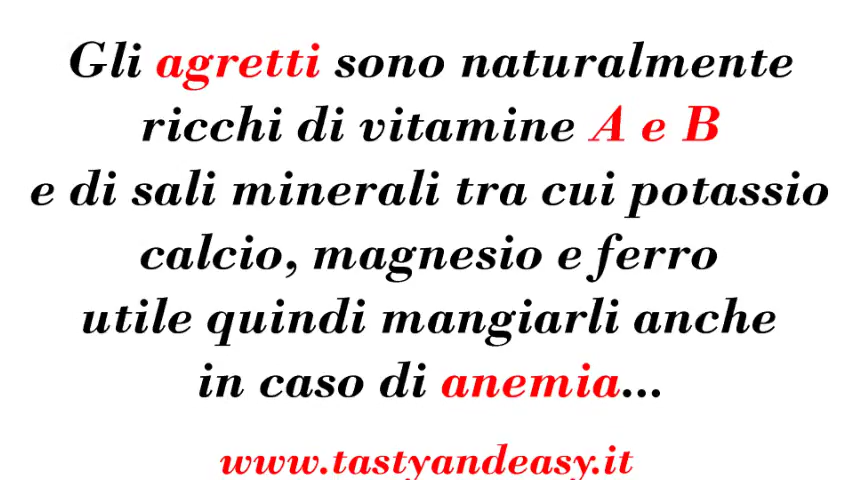 Gli agretti sono naturalmente
ricchi di vitamine A e B
e di sali minerali tra cui potassio
calcio, magnesio e ferro
utile quindi mangiarli anche
in caso di anemia...
www.tastyandeasy.it